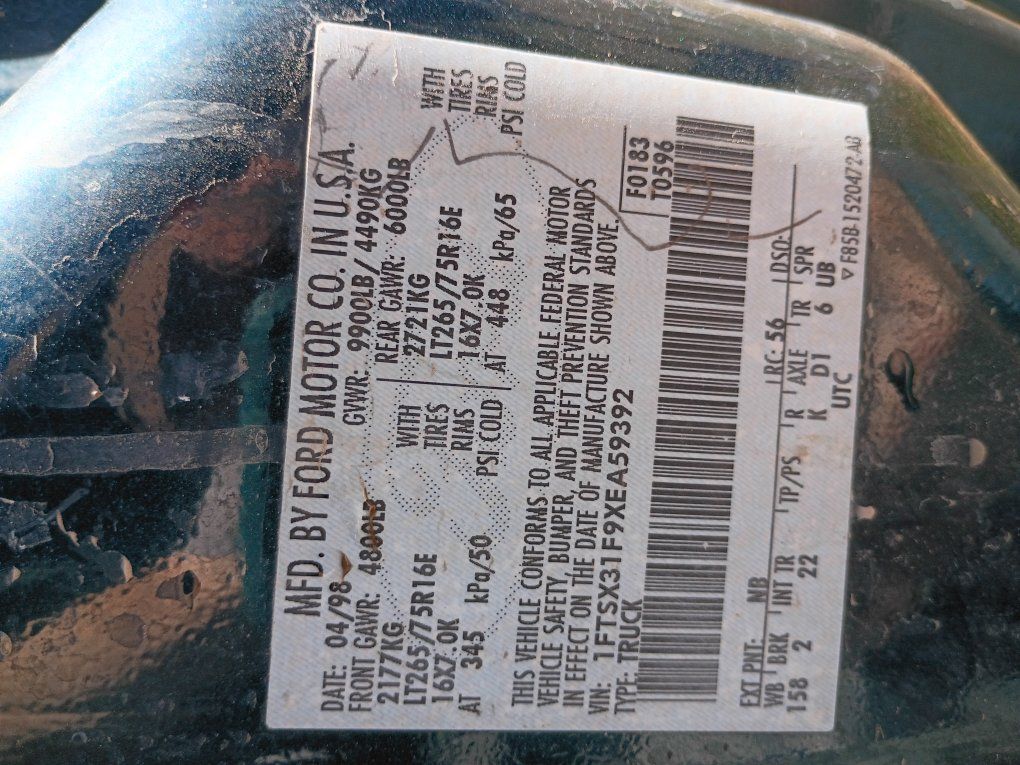 MFD. BY FORD MOTOR CO. IN U.S.A.
DATE: 04/98 GVWR: 9900LB/ 4490KG
FRONT GAWR: 4800LB REAR GAWR: 6000LB
2177KG WITH 2721KG WITH
LT265/75R16E TIRES LT265/75R16E TIRES
16X7.0K RIMS 16X7.0K RIMS
AT 345 kPa/50 PSI COLD AT 448 kPa/65 PSI COLD
THIS VEHICLE CONFORMS TO ALL APPLICABLE FEDERAL MOTOR
VEHICLE SAFETY, BUMPER, AND THEFT PREVENTION STANDARDS
IN EFFECT ON THE DATE OF MANUFACTURE SHOWN ABOVE.
VIN: 1FTSX31F9XEA59392 F0183
TYPE: TRUCK T0596
EXT PNT: NB RC: 56 DSO:
WB BRK INT TR TP/PS R AXLE TR SPR
158 2 22 K D1 6 UB
UTC ▽F85B-1520472-AB